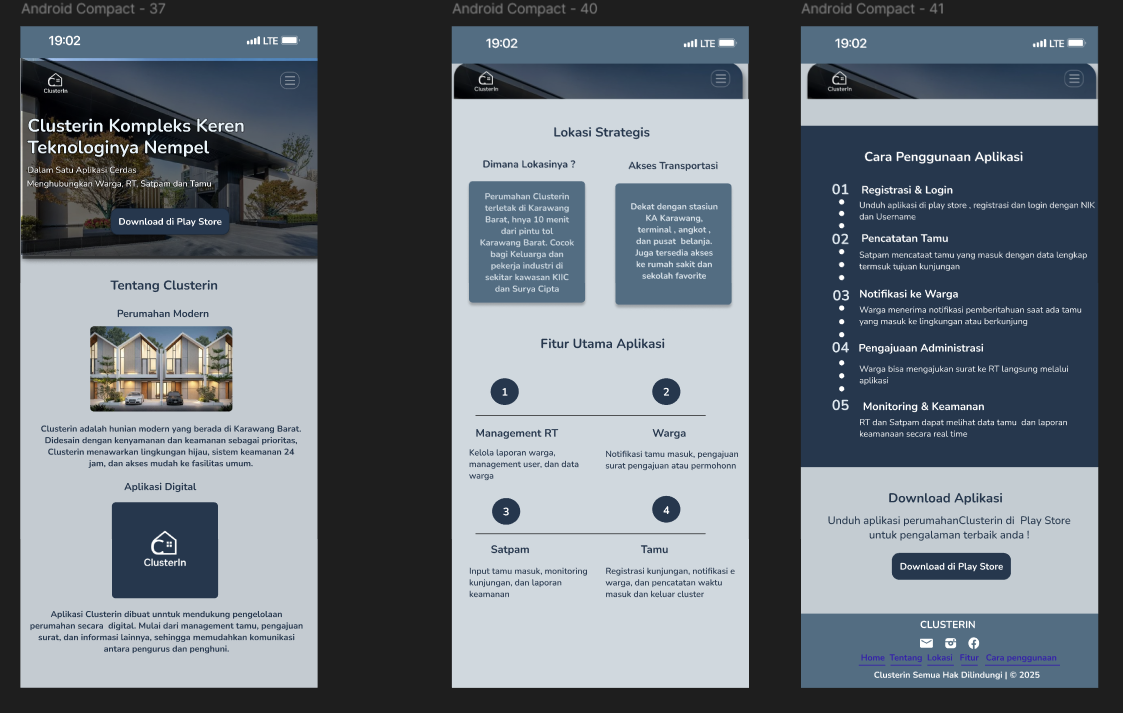 Android Compact - 37
19:02
LTE
ClusterIn
Clusterin Kompleks Keren
Teknologinya Nempel
Dalam Satu Aplikasi Cerdas
Menghubungkan Warga, RT, Satpam dan Tamu
Download di Play Store
Tentang Clusterin
Perumahan Modern
Clusterin adalah hunian modern yang berada di Karawang Barat.
Didesain dengan kenyamanan dan keamanan sebagai prioritas,
Clusterin menawarkan lingkungan hijau, sistem keamanan 24
jam, dan akses mudah ke fasilitas umum.
Aplikasi Digital
ClusterIn
Aplikasi Clusterin dibuat unntuk mendukung pengelolaan
perumahan secara digital. Mulai dari management tamu, pengajuan
surat, dan informasi lainnya, sehingga memudahkan komunikasi
antara pengurus dan penghuni.
Android Compact - 40
19:02
LTE
ClusterIn
Lokasi Strategis
Dimana Lokasinya ?
Perumahan Clusterin
terletak di Karawang
Barat, hnya 10 menit
dari pintu tol
Karawang Barat. Cocok
bagi Keluarga dan
pekerja industri di
sekitar kawasan KIIC
dan Surya Cipta
Akses Transportasi
Dekat dengan stasiun
KA Karawang,
terminal , angkot ,
dan pusat belanja.
Juga tersedia akses
ke rumah sakit dan
sekolah favorite
Fitur Utama Aplikasi
1
Management RT
Kelola laporan warga,
management user, dan data
warga
2
Warga
Notifikasi tamu masuk, pengajuan
surat pengajuan atau permohonn
3
Satpam
Input tamu masuk, monitoring
kunjungan, dan laporan
keamanan
4
Tamu
Registrasi kunjungan, notifikasi e
warga, dan pencatatan waktu
masuk dan keluar cluster
Android Compact - 41
19:02
LTE
ClusterIn
Cara Penggunaan Aplikasi
01 Registrasi & Login
Unduh aplikasi di play store , registrasi dan login dengan NIK
dan Username
02 Pencatatan Tamu
Satpam mencataat tamu yang masuk dengan data lengkap
termsuk tujuan kunjungan
03 Notifikasi ke Warga
Warga menerima notifikasi pemberitahuan saat ada tamu
yang masuk ke lingkungan atau berkunjung
04 Pengajuaan Administrasi
Warga bisa mengajukan surat ke RT langsung melalui
aplikasi
05 Monitoring & Keamanan
RT dan Satpam dapat melihat data tamu dan laporan
keamanaan secara real time
Download Aplikasi
Unduh aplikasi perumahanClusterin di Play Store
untuk pengalaman terbaik anda !
Download di Play Store
CLUSTERIN
Home Tentang Lokasi Fitur Cara penggunaan
Clusterin Semua Hak Dilindungi | © 2025